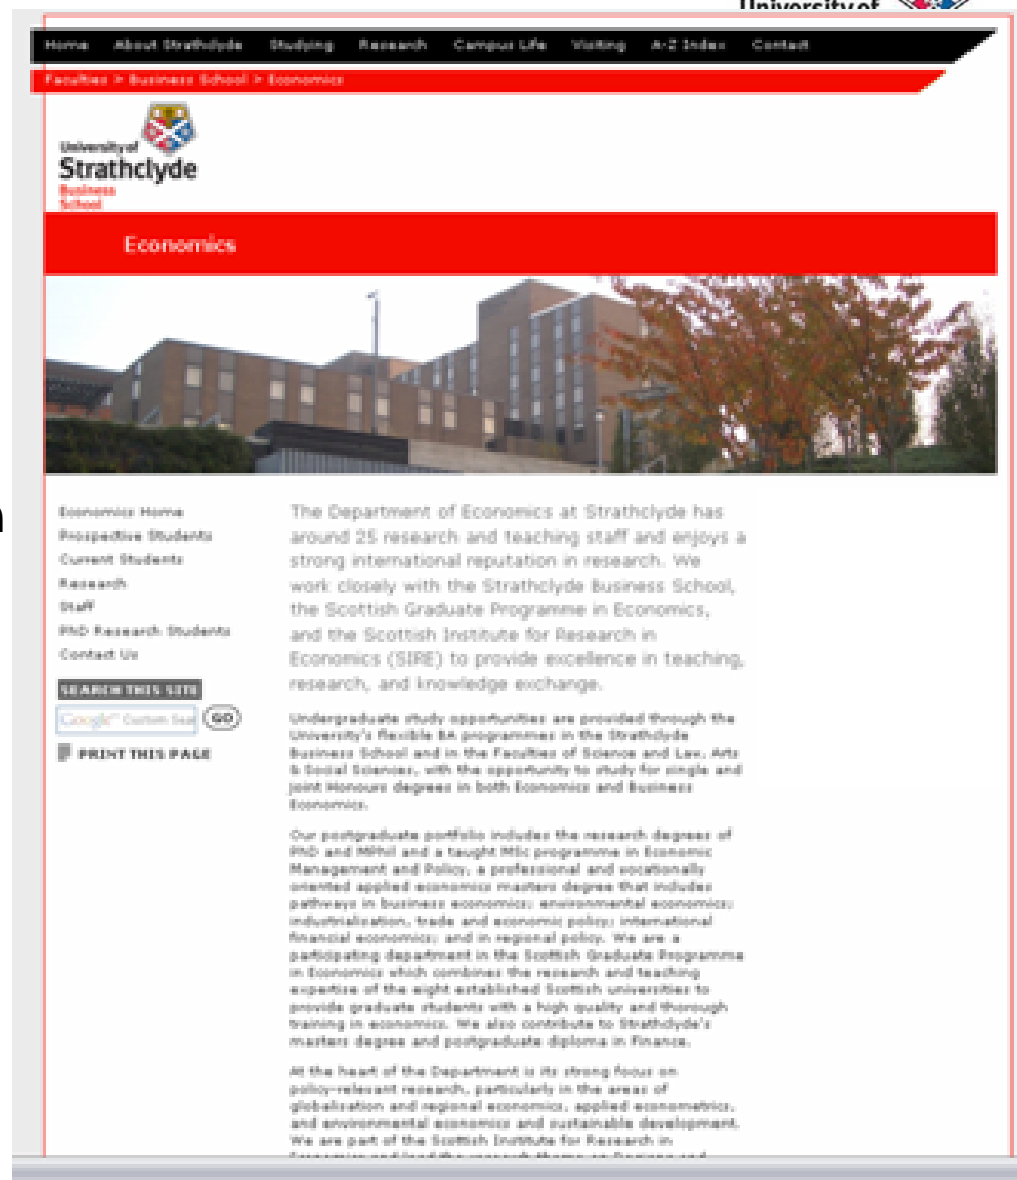 University of
Home About Strathclyde Studying Research Campus Life Visiting A-Z Index Contact
Faculties > Business School > Economics
University of
Strathclyde
Business
School
Economics
n
Economics Home
Prospective Students
Current Students
Research
Staff
PhD Research Students
Contact Us
SEARCH THIS SITE
Google™ Custom Sear GO
PRINT THIS PAGE
The Department of Economics at Strathclyde has
around 25 research and teaching staff and enjoys a
strong international reputation in research. We
work closely with the Strathclyde Business School,
the Scottish Graduate Programme in Economics,
and the Scottish Institute for Research in
Economics (SIRE) to provide excellence in teaching,
research, and knowledge exchange.
Undergraduate study opportunities are provided through the
University's flexible BA programmes in the Strathclyde
Business School and in the Faculties of Science and Law, Arts
& Social Sciences, with the opportunity to study for single and
joint Honours degrees in both Economics and Business
Economics.
Our postgraduate portfolio includes the research degrees of
PhD and MPhil and a taught MSc programme in Economic
Management and Policy, a professional and vocationally
oriented applied economics masters degree that includes
pathways in business economics; environmental economics;
industrialisation, trade and economic policy; international
financial economics; and in regional policy. We are a
participating department in the Scottish Graduate Programme
in Economics which combines the research and teaching
expertise of the eight established Scottish universities to
provide graduate students with a high quality and thorough
training in economics. We also contribute to Strathclyde's
masters degree and postgraduate diploma in Finance.
At the heart of the Department is its strong focus on
policy-relevant research, particularly in the areas of
globalisation and regional economics, applied econometrics,
and environmental economics and sustainable development.
We are part of the Scottish Institute for Research in